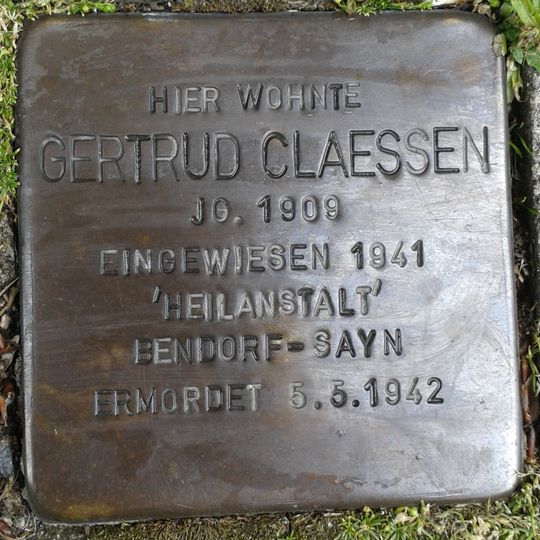 HIER WOHNTE
GERTRUD CLAESSEN
JG. 1909
EINGEWIESEN 1941
'HEILANSTALT'
BENDORF-SAYN
ERMORDET 5.5.1942